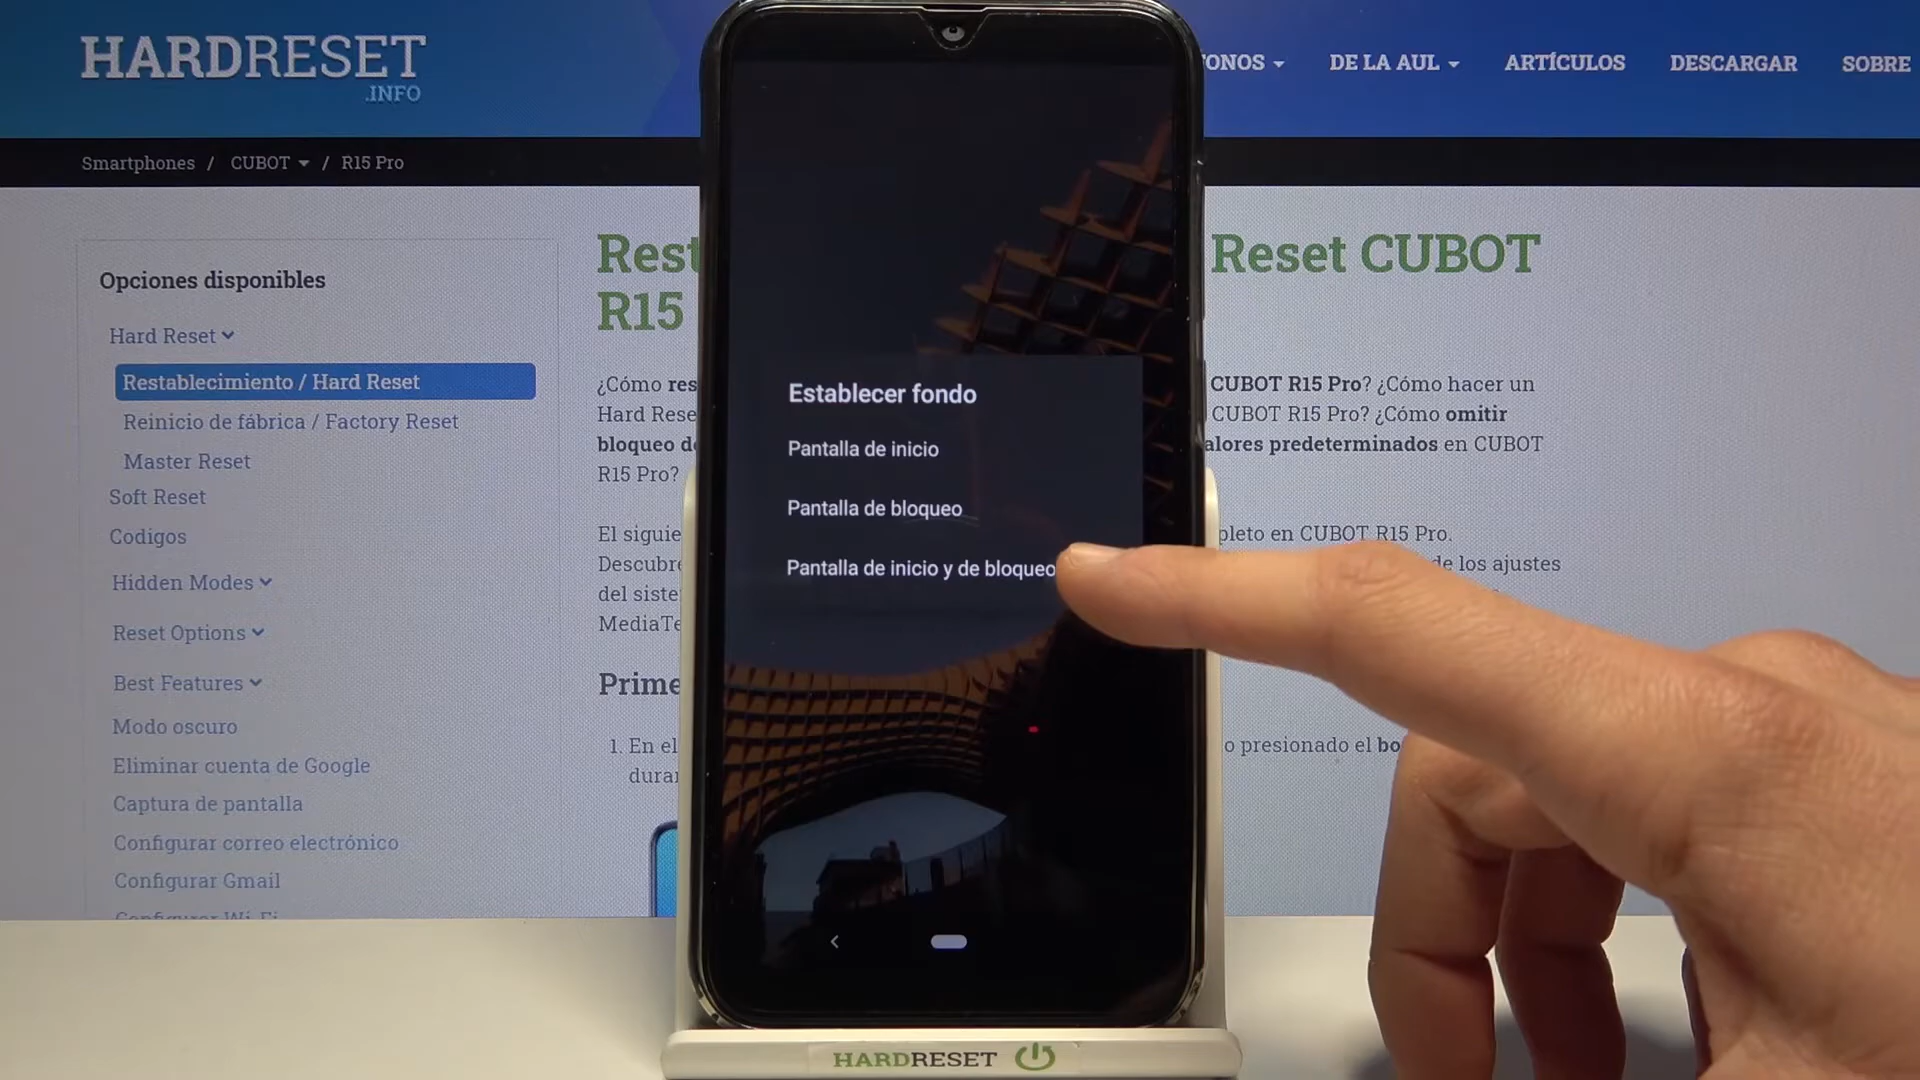 HARDRESET
.INFO
ONOS
DE LA AUL
ARTÍCULOS
DESCARGAR
SOBRE
Smartphones / CUBOT / R15 Pro
Opciones disponibles
Hard Reset
Restablecimiento / Hard Reset
Reinicio de fábrica / Factory Reset
Master Reset
Soft Reset
Codigos
Hidden Modes
Reset Options
Best Features
Modo oscuro
Eliminar cuenta de Google
Captura de pantalla
Configurar correo electrónico
Configurar Gmail
Configurar Wi-Fi
Rest Reset CUBOT
R15
¿Cómo res CUBOT R15 Pro? ¿Cómo hacer un
Hard Rese CUBOT R15 Pro? ¿Cómo omitir
bloqueo de alores predeterminados en CUBOT
R15 Pro?
El siguie pleto en CUBOT R15 Pro.
Descubre de los ajustes
del siste
MediaTe
Prime
1. En el o presionado el bo
dura
Establecer fondo
Pantalla de inicio
Pantalla de bloqueo
Pantalla de inicio y de bloqueo
HARDRESET